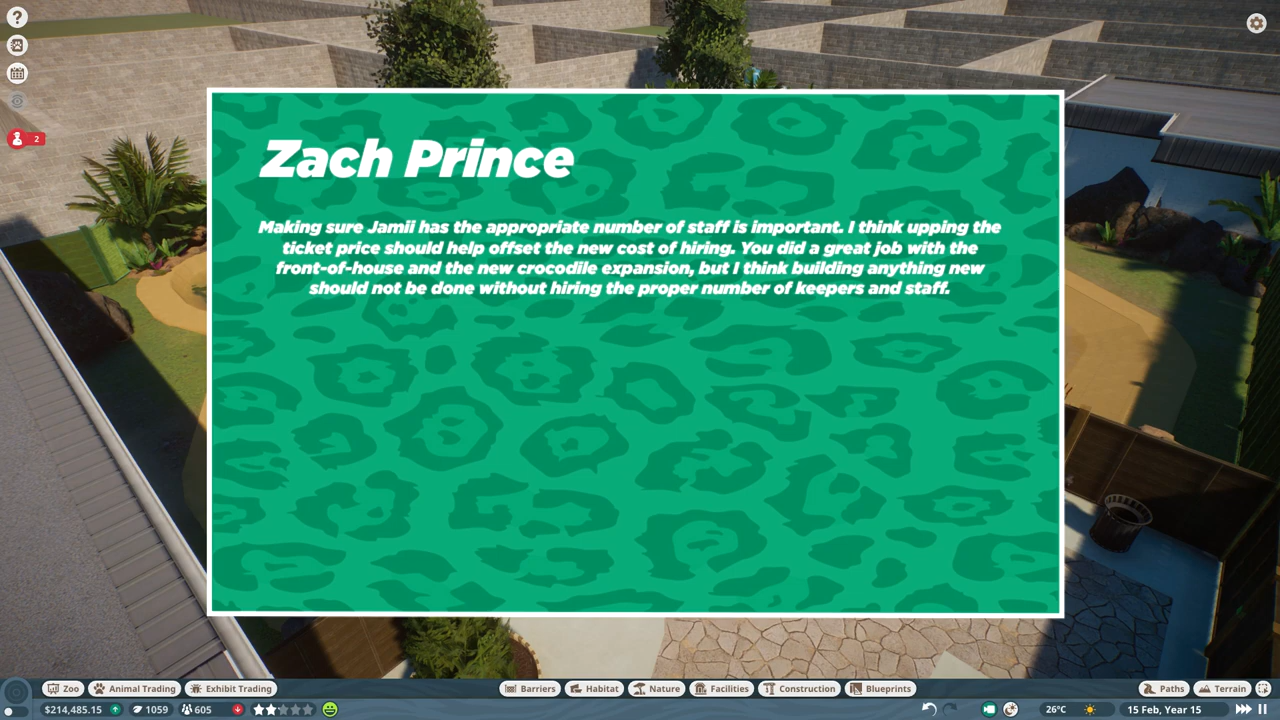 ?
2
Zach Prince
Making sure Jamii has the appropriate number of staff is important. I think upping the
ticket price should help offset the new cost of hiring. You did a great job with the
front-of-house and the new crocodile expansion, but I think building anything new
should not be done without hiring the proper number of keepers and staff.
Zoo Animal Trading Exhibit Trading Barriers Habitat Nature Facilities Construction Blueprints Paths Terrain
$214,485.15 1059 605 26°C 15 Feb, Year 15